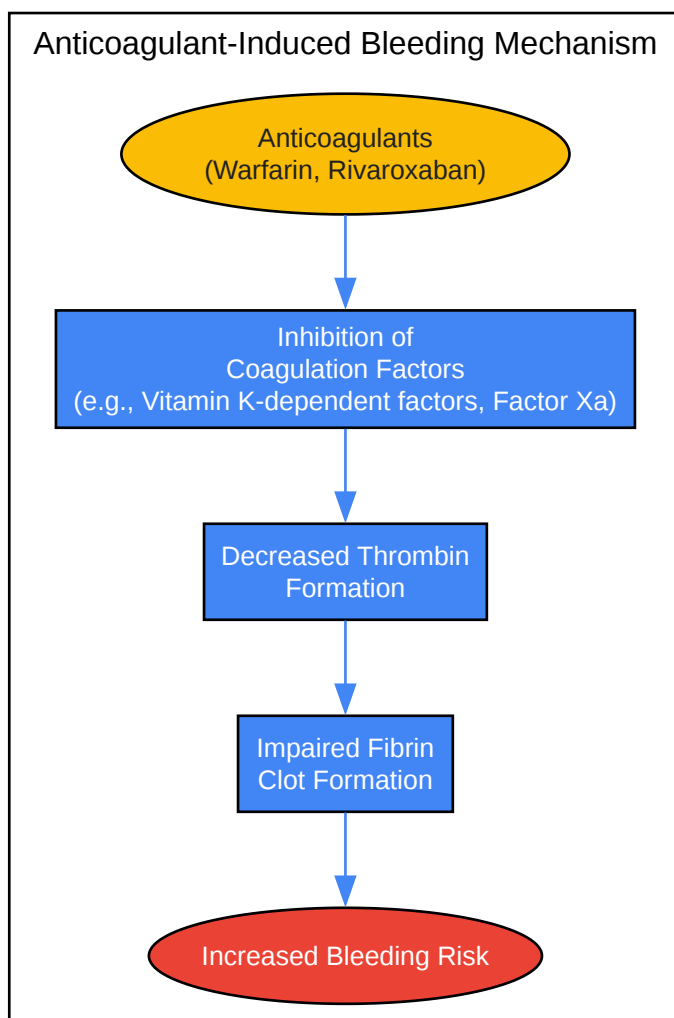 Anticoagulant-Induced Bleeding Mechanism
Anticoagulants
(Warfarin, Rivaroxaban)
Inhibition of
Coagulation Factors
(e.g., Vitamin K-dependent factors, Factor Xa)
Decreased Thrombin
Formation
Impaired Fibrin
Clot Formation
Increased Bleeding Risk